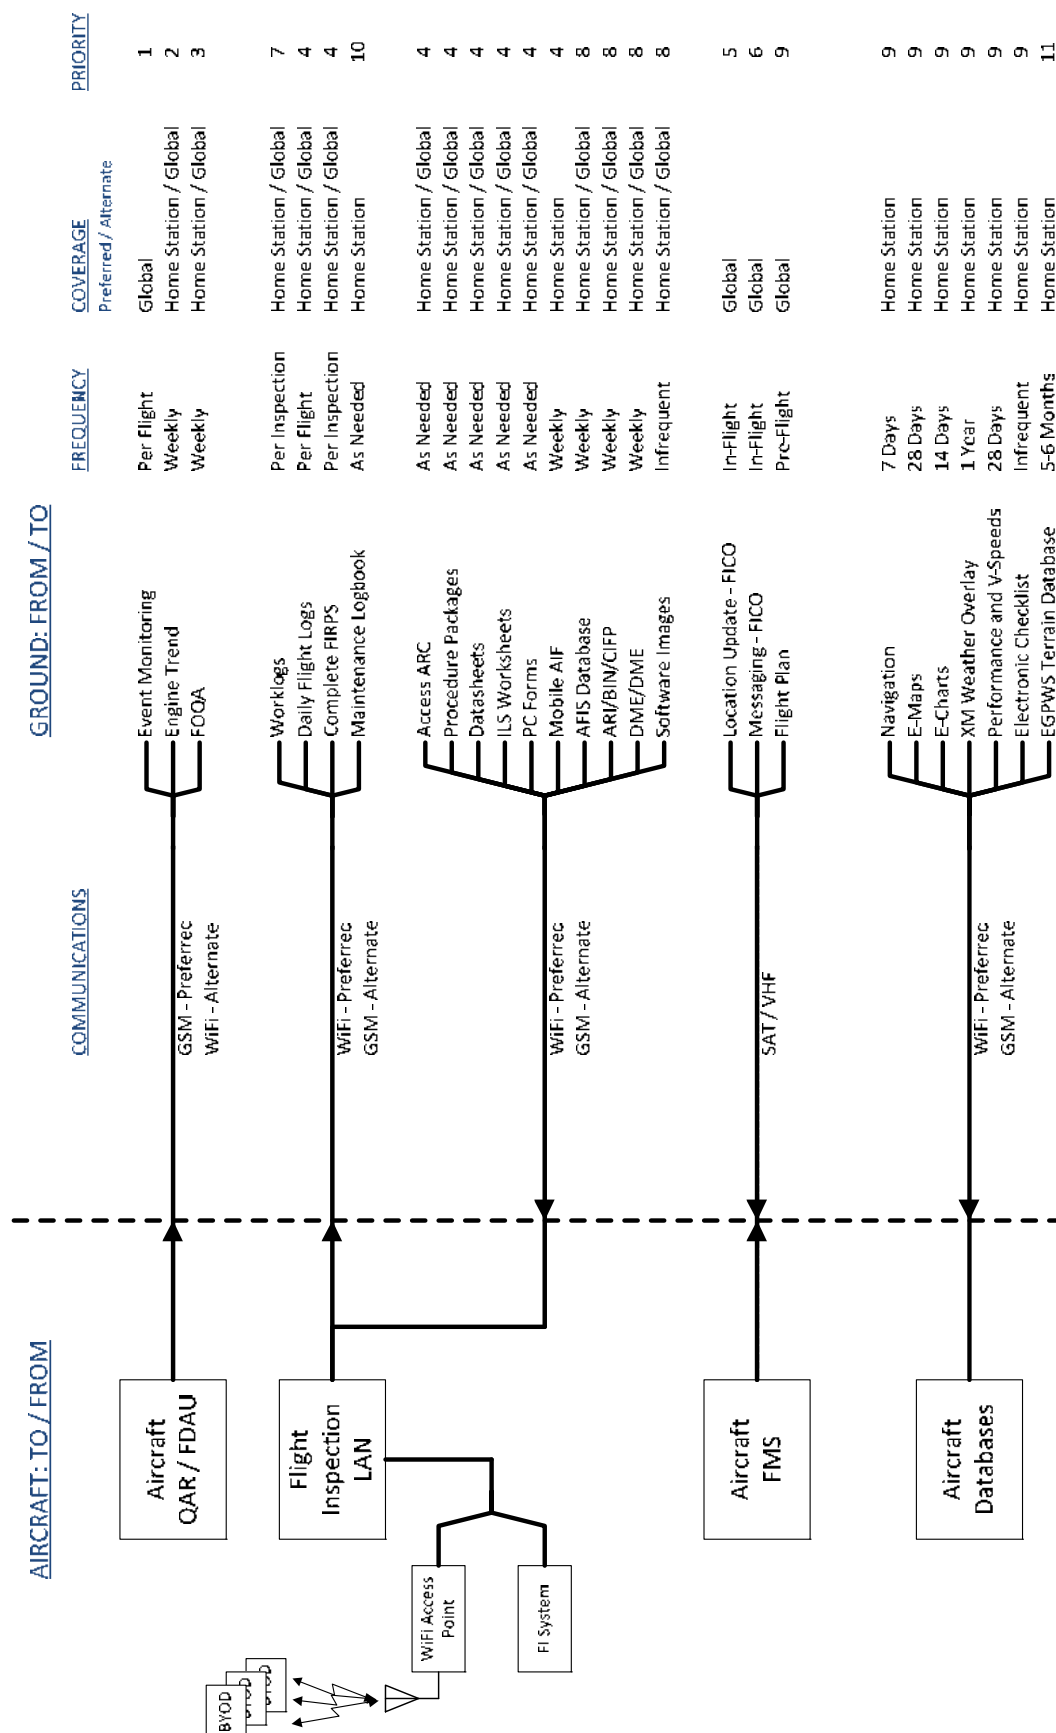 AIRCRAFT: TO / FROM
GROUND: FROM / TO
COMMUNICATIONS
FREQUENCY
COVERAGE
Preferred / Alternate
PRIORITY
Aircraft
QAR / FDAU
GSM - Preferrec
WiFi - Alternate
Event Monitoring Per Flight Global 1
Engine Trend Weekly Home Station / Global 2
FOQA Weekly Home Station / Global 3
BYOD
BYOD
BYOD
Flight
Inspection
LAN
WiFi - Preferrec
GSM - Alternate
Worklogs Per Inspection Home Station / Global 7
Daily Flight Logs Per Flight Home Station / Global 4
Complete FIRPS Per Inspection Home Station / Global 4
Maintenance Logbook As Needed Home Station 10
WiFi Access
Point
FI System
WiFi - Preferrec
GSM - Alternate
Access ARC As Needed Home Station / Global 4
Procedure Packages As Needed Home Station / Global 4
Datasheets As Needed Home Station / Global 4
ILS Worksheets As Needed Home Station / Global 4
PC Forms As Needed Home Station / Global 4
Mobile AIF Weekly Home Station 4
AFIS Database Weekly Home Station / Global 8
ARI/BIN/CIFP Weekly Home Station / Global 8
DME/DME Weekly Home Station / Global 8
Software Images Infrequent Home Station / Global 8
Aircraft
FMS
SAT / VHF
Location Update - FICO In-Flight Global 5
Messaging - FICO In-Flight Global 6
Flight Plan Pre-Flight Global 9
Aircraft
Databases
WiFi - Preferrec
GSM - Alternate
Navigation 7 Days Home Station 9
E-Maps 28 Days Home Station 9
E-Charts 14 Days Home Station 9
XM Weather Overlay 1 Year Home Station 9
Performance and V-Speeds 28 Days Home Station 9
Electronic Checklist Infrequent Home Station 9
EGPWS Terrain Database 5-6 Months Home Station 11